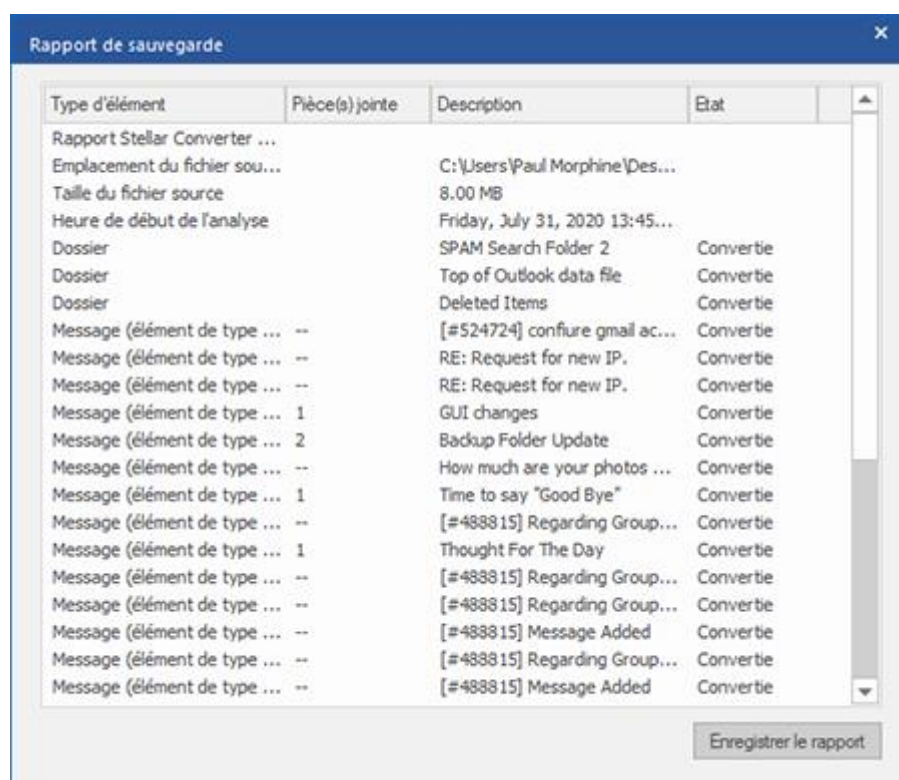 Rapport de sauvegarde
Type d'élément Pièce(s) jointe Description Etat
Rapport Stellar Converter ...
Emplacement du fichier sou... C:\Users\Paul Morphine\Des...
Taille du fichier source 8.00 MB
Heure de début de l'analyse Friday, July 31, 2020 13:45...
Dossier SPAM Search Folder 2 Convertie
Dossier Top of Outlook data file Convertie
Dossier Deleted Items Convertie
Message (élément de type ... -- [#524724] confiure gmail ac... Convertie
Message (élément de type ... -- RE: Request for new IP. Convertie
Message (élément de type ... -- RE: Request for new IP. Convertie
Message (élément de type ... 1 GUI changes Convertie
Message (élément de type ... 2 Backup Folder Update Convertie
Message (élément de type ... -- How much are your photos ... Convertie
Message (élément de type ... 1 Time to say "Good Bye" Convertie
Message (élément de type ... -- [#488815] Regarding Group... Convertie
Message (élément de type ... 1 Thought For The Day Convertie
Message (élément de type ... -- [#488815] Regarding Group... Convertie
Message (élément de type ... -- [#488815] Regarding Group... Convertie
Message (élément de type ... -- [#488815] Message Added Convertie
Message (élément de type ... -- [#488815] Regarding Group... Convertie
Message (élément de type ... -- [#488815] Message Added Convertie
Enregistrer le rapport